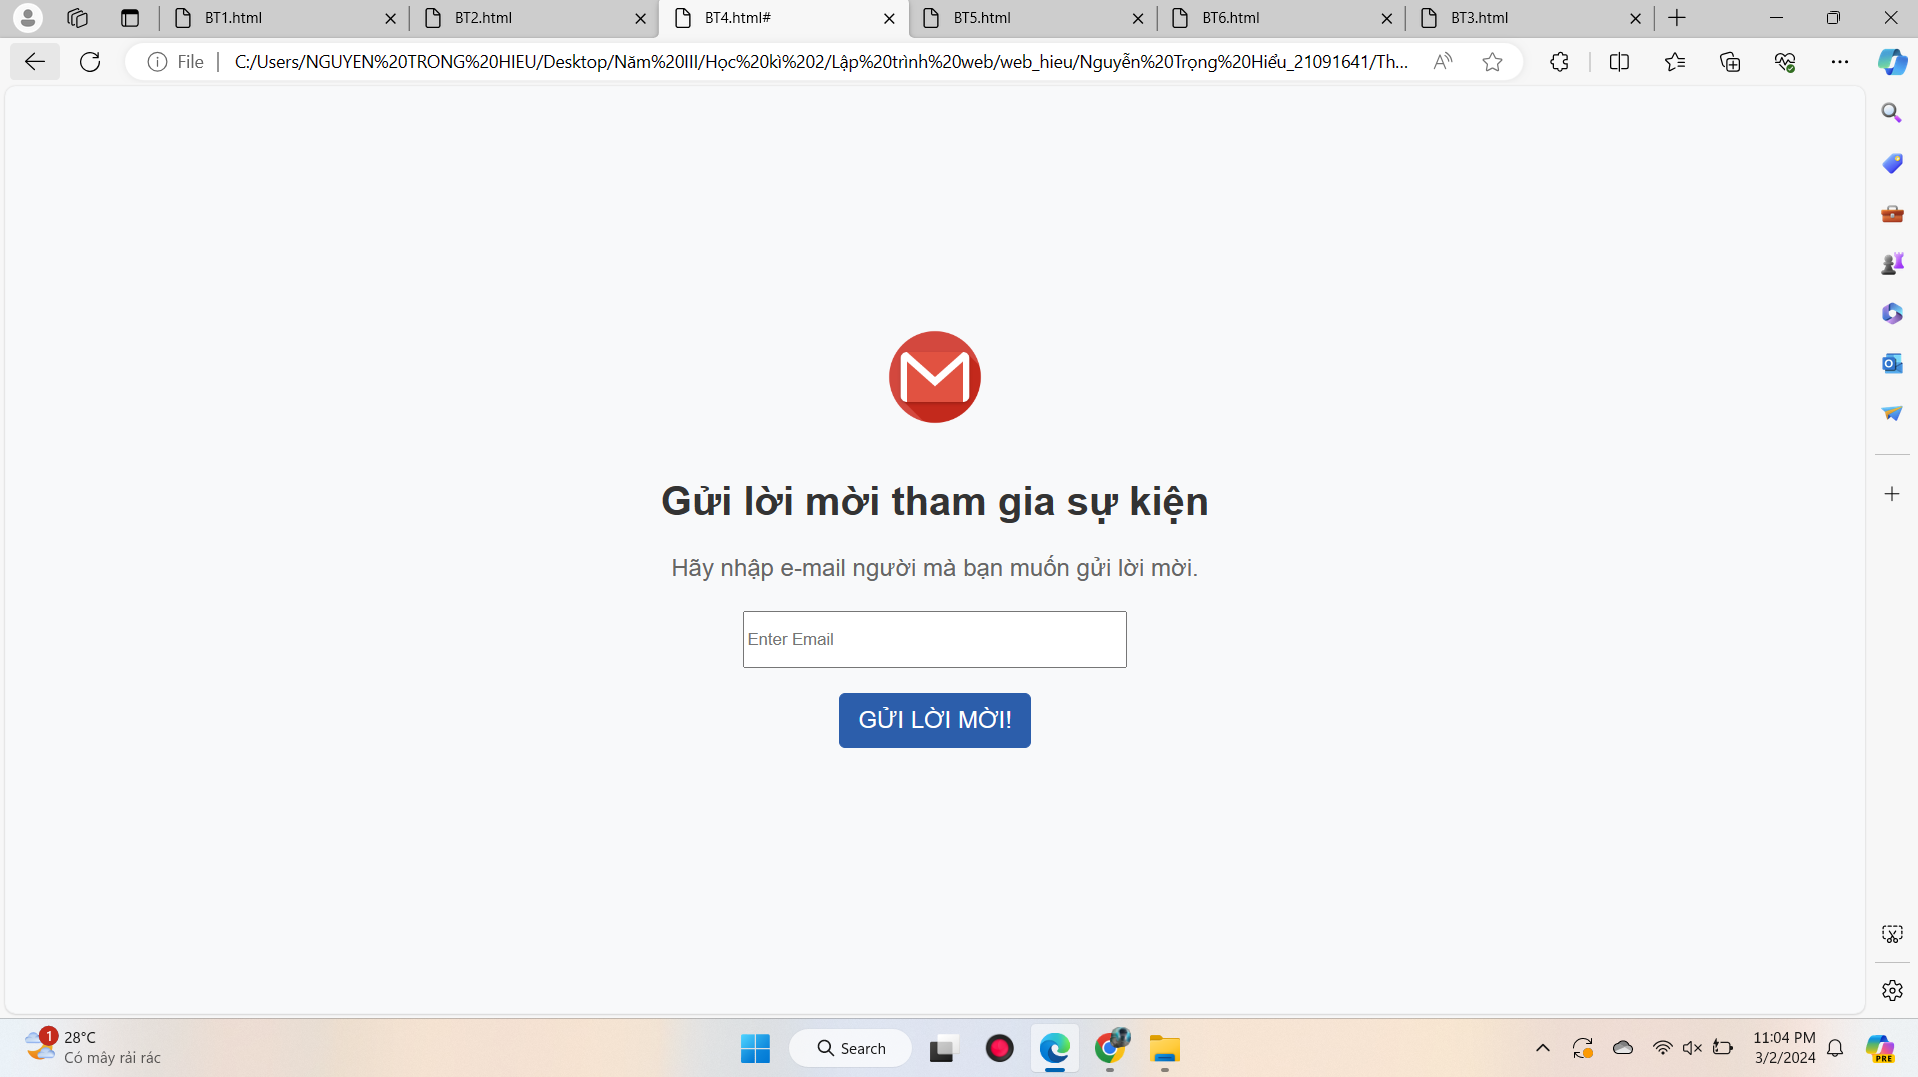 BT1.html
BT2.html
BT4.html#
BT5.html
BT6.html
BT3.html
File
C:/Users/NGUYEN%20TRONG%20HIEU/Desktop/Năm%20III/Học%20kì%202/Lập%20trình%20web/web_hieu/Nguyễn%20Trọng%20Hiểu_21091641/Th...
Gửi lời mời tham gia sự kiện
Hãy nhập e-mail người mà bạn muốn gửi lời mời.
Enter Email
GỬI LỜI MỜI!
1
28°C
Có mây rải rác
Search
11:04 PM
3/2/2024
PRE